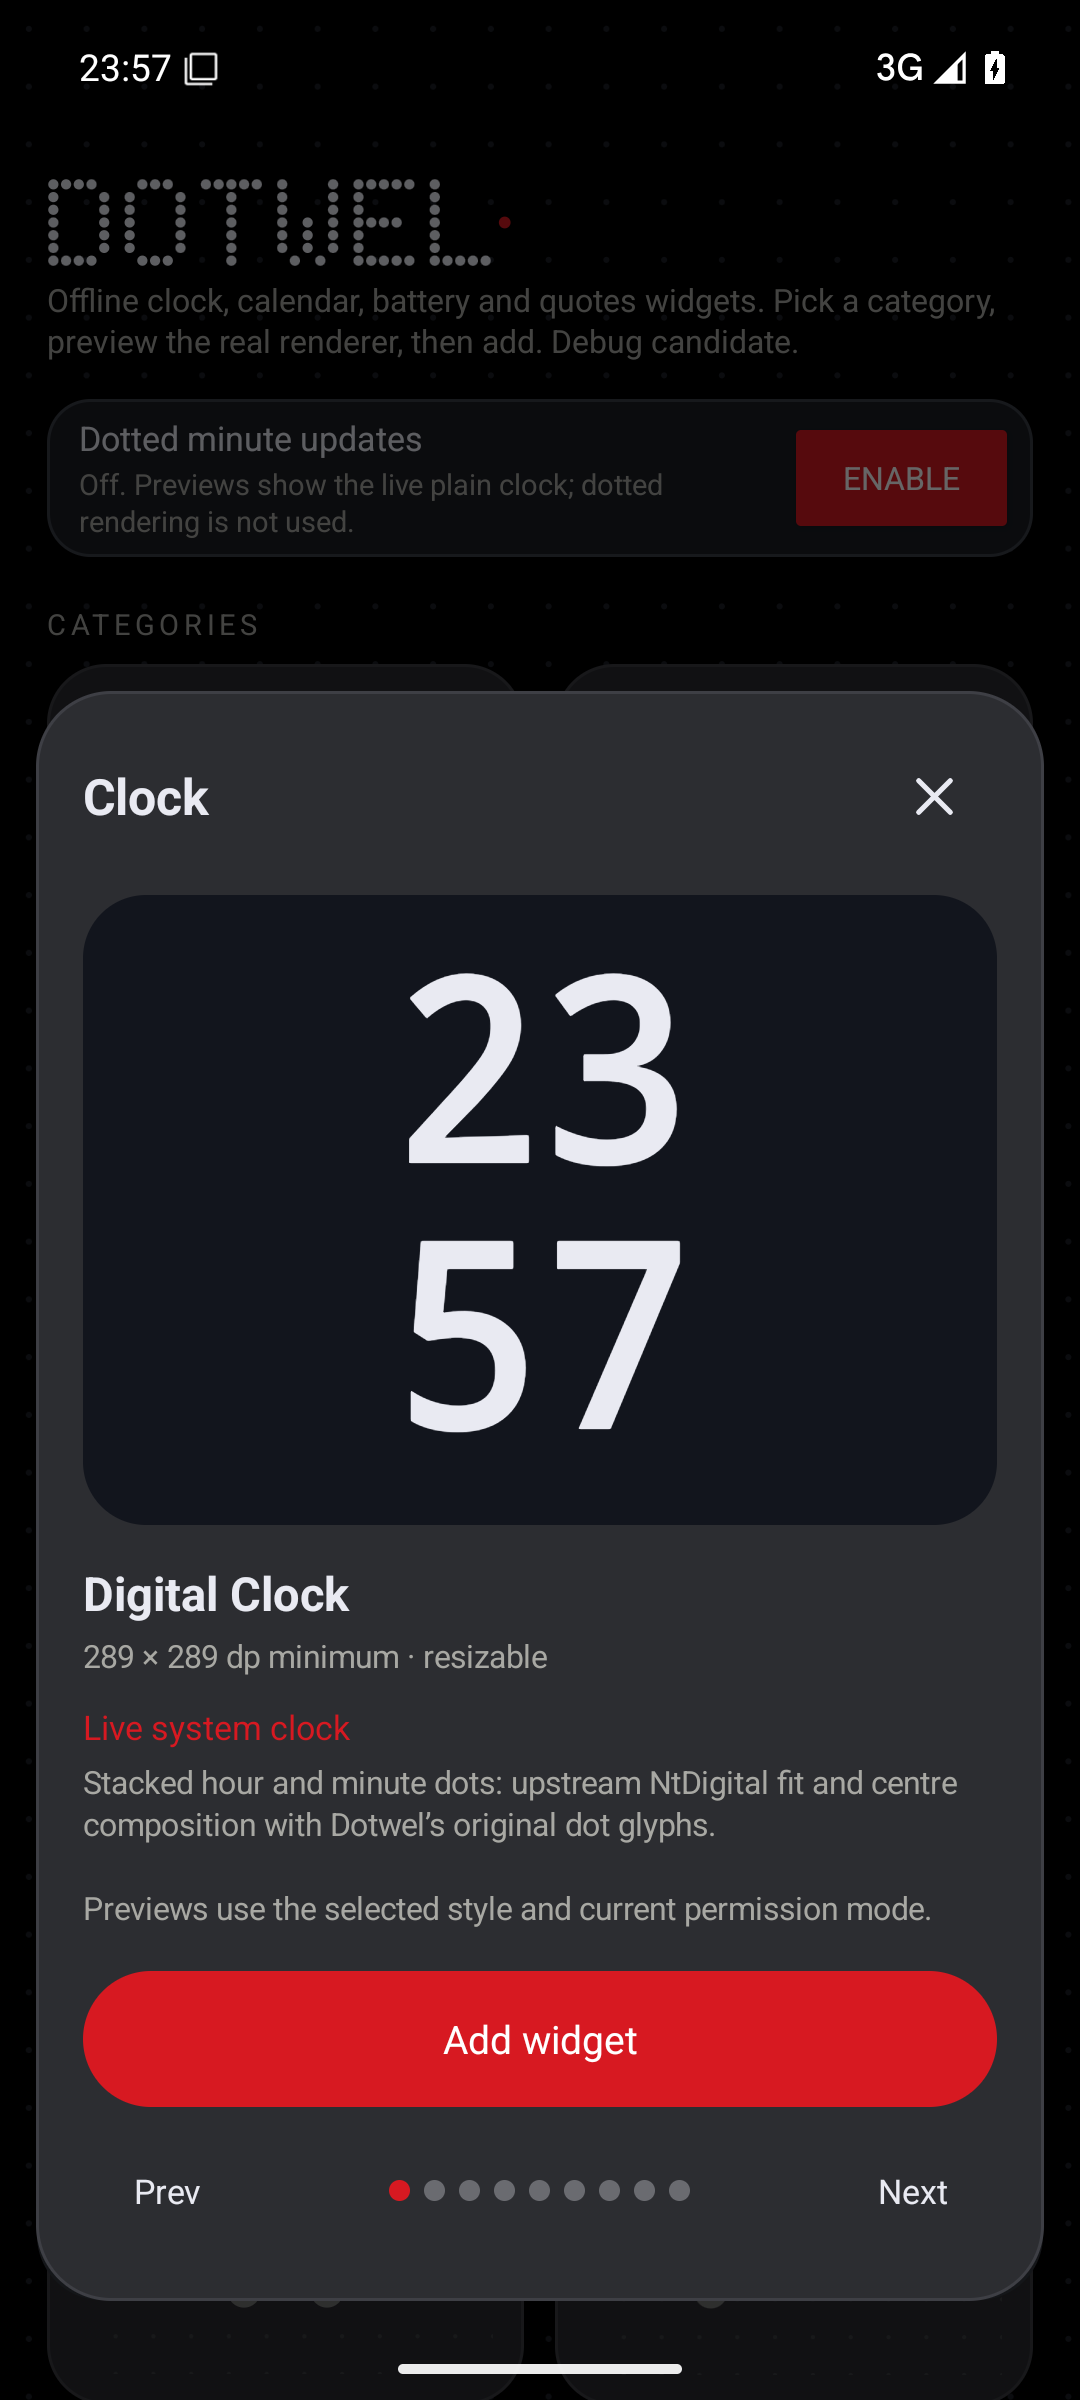 23:57
3G
DOTWEL
Offline clock, calendar, battery and quotes widgets. Pick a category,
preview the real renderer, then add. Debug candidate.
Dotted minute updates
Off. Previews show the live plain clock; dotted
rendering is not used.
ENABLE
CATEGORIES
Clock
23
57
Digital Clock
289 × 289 dp minimum · resizable
Live system clock
Stacked hour and minute dots: upstream NtDigital fit and centre
composition with Dotwel’s original dot glyphs.
Previews use the selected style and current permission mode.
Add widget
Prev
Next